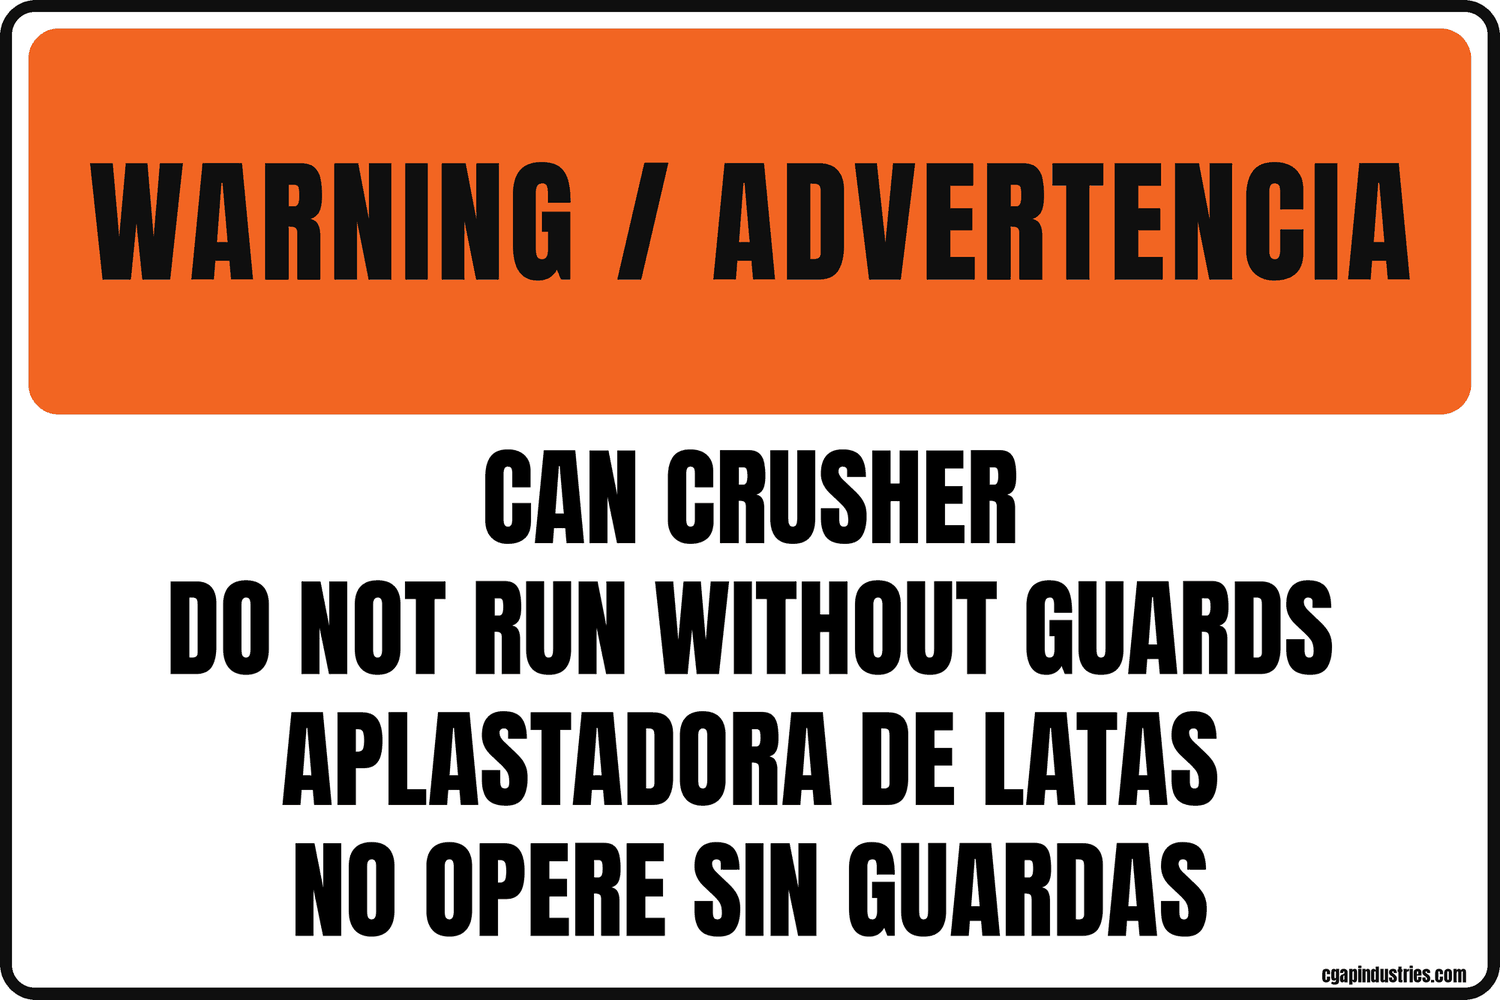 WARNING / ADVERTENCIA
CAN CRUSHER
DO NOT RUN WITHOUT GUARDS
APLASTADORA DE LATAS
NO OPERE SIN GUARDAS
cgapindustries.com